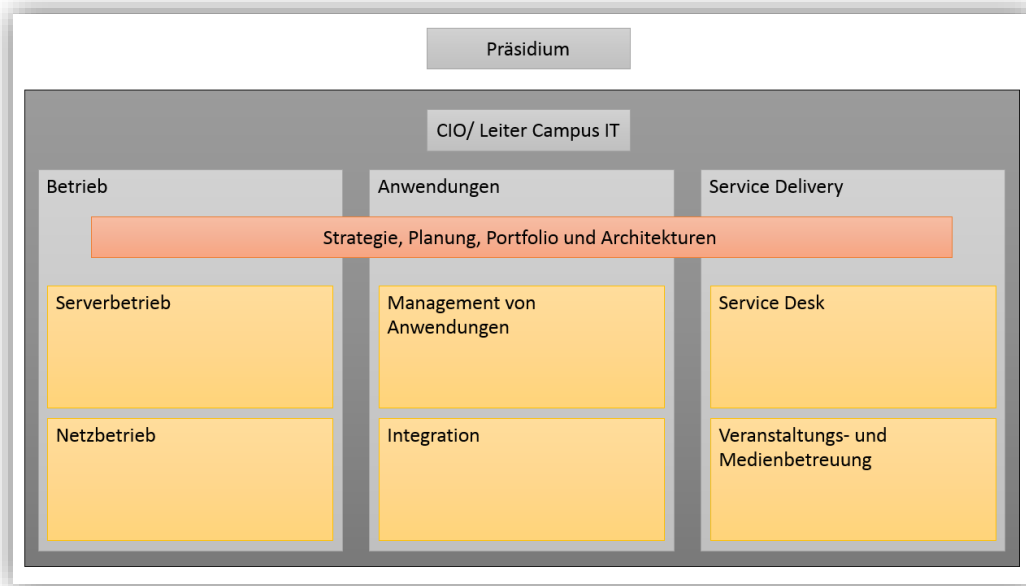 Präsidium
CIO/ Leiter Campus IT
Betrieb
Anwendungen
Service Delivery
Strategie, Planung, Portfolio und Architekturen
Serverbetrieb
Management von
Anwendungen
Service Desk
Netzbetrieb
Integration
Veranstaltungs- und
Medienbetreuung